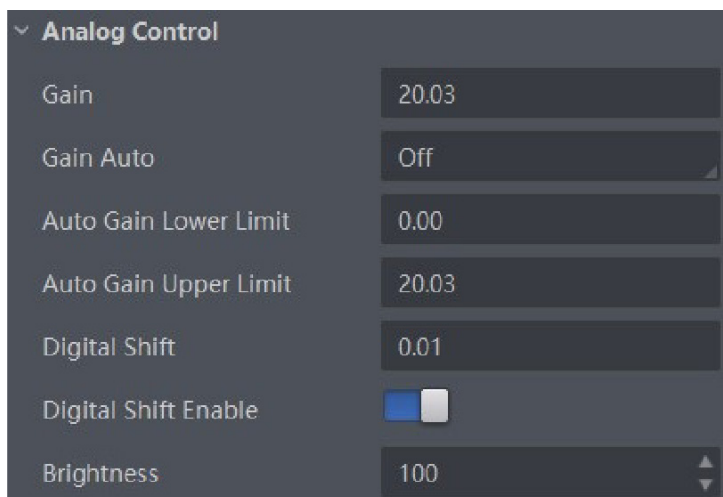 Analog Control
Gain 20.03
Gain Auto Off
Auto Gain Lower Limit 0.00
Auto Gain Upper Limit 20.03
Digital Shift 0.01
Digital Shift Enable
Brightness 100